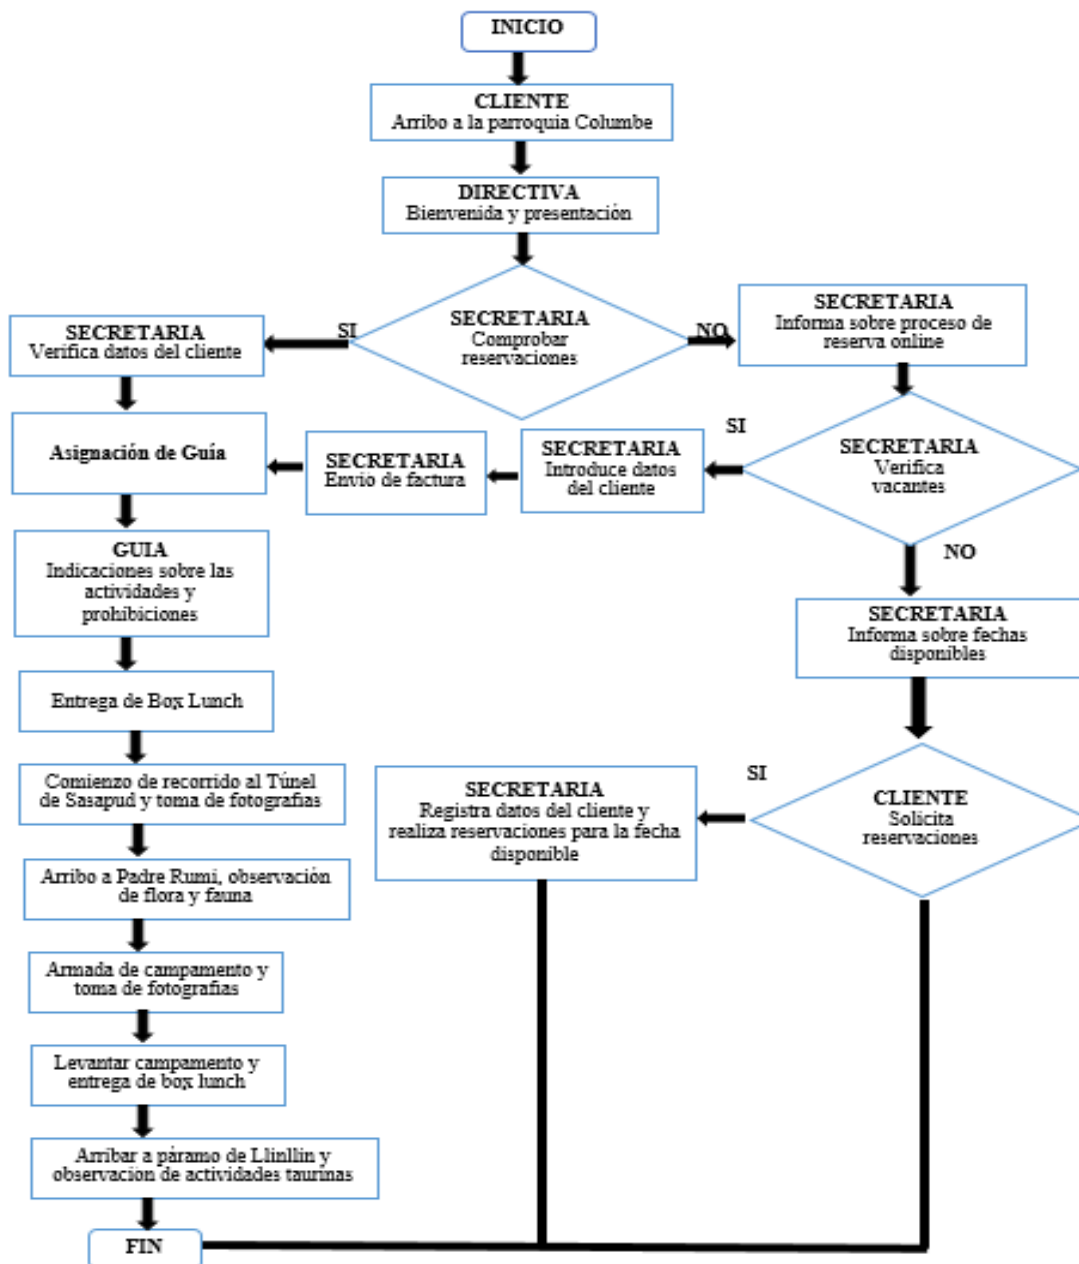 INICIO
CLIENTE
Arribo a la parroquia Columbe
DIRECTIVA
Bienvenida y presentación
SECRETARIA
Comprobar
reservaciones
SI
NO
SECRETARIA
Verifica datos del cliente
SECRETARIA
Informa sobre proceso de
reserva online
SECRETARIA
Verifica
vacantes
SI
NO
SECRETARIA
Introduce datos
del cliente
SECRETARIA
Envio de factura
Asignación de Guía
GUIA
Indicaciones sobre las
actividades y
prohibiciones
SECRETARIA
Informa sobre fechas
disponibles
Entrega de Box Lunch
CLIENTE
Solicita
reservaciones
SI
SECRETARIA
Registra datos del cliente y
realiza reservaciones para la fecha
disponible
Comienzo de recorrido al Túnel
de Sasapud y toma de fotografias
Arribo a Padre Rumi, observación
de flora y fauna
Armada de campamento y
toma de fotografias
Levantar campamento y
entrega de box lunch
Arribar a páramo de Llinllin y
observación de actividades taurinas
FIN